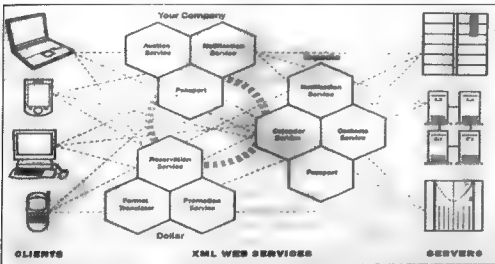 Your Company
Auction
Service
Notification
Service
Passport
Notification
Service
Calendar
Service
Customs
Service
Passport
Reservation
Service
Format
Translator
Promotion
Service
Dollar
CLIENTS
XML WEB SERVICES
SERVERS